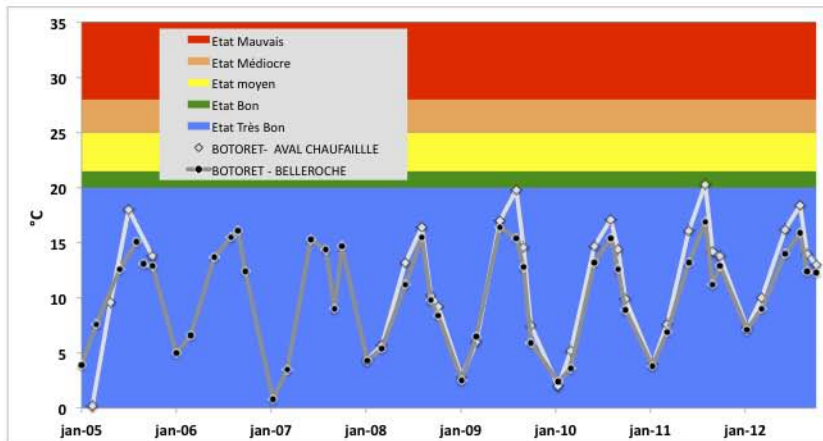 35
30
25
20
15
10
5
0
°C
Etat Mauvais
Etat Médiocre
Etat moyen
Etat Bon
Etat Très Bon
BOTORET- AVAL CHAUFAILLLE
BOTORET - BELLEROCHE
jan-05 jan-06 jan-07 jan-08 jan-09 jan-10 jan-11 jan-12